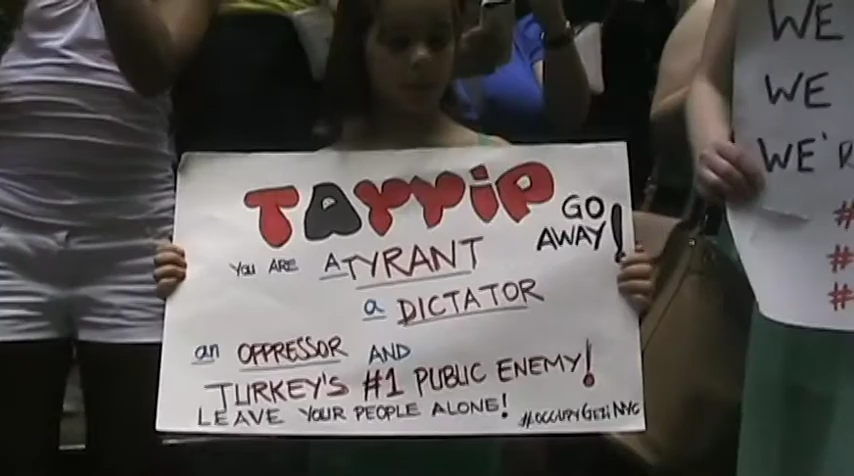 TAYYiP GO AWAY!
YOU ARE A TYRANT
a DICTATOR
an OPPRESSOR AND
TURKEY'S #1 PUBLIC ENEMY!
LEAVE YOUR PEOPLE ALONE!
#OCCUPYGEZiNYC
WE
WE
WE'R
#
#
#